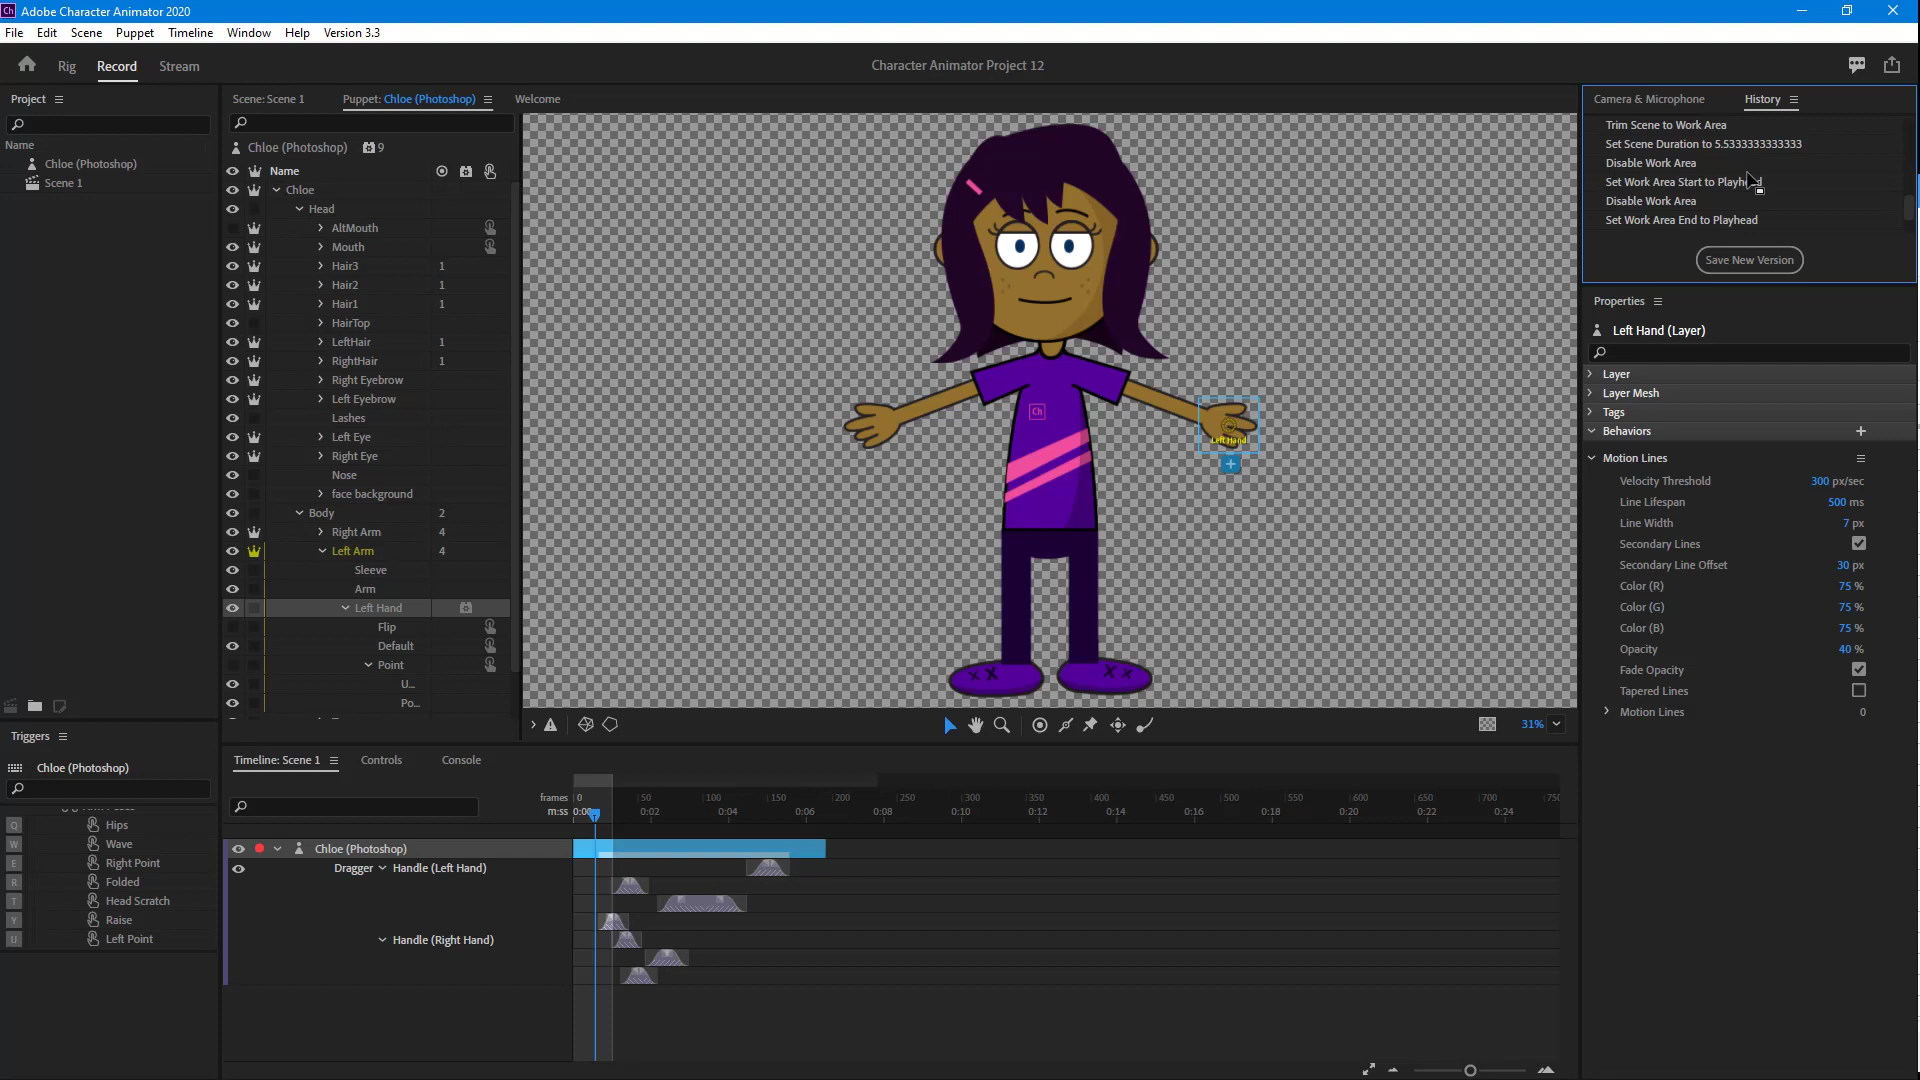 Ch Adobe Character Animator 2020
File Edit Scene Puppet Timeline Window Help Version 3.3
Rig Record Stream
Character Animator Project 12
Project
Name
Chloe (Photoshop)
Scene 1
Scene: Scene 1 Puppet: Chloe (Photoshop) Welcome
Chloe (Photoshop) 9
Name
Chloe
Head
AltMouth
Mouth
Hair3 1
Hair2 1
Hair1 1
HairTop
LeftHair 1
RightHair 1
Right Eyebrow
Left Eyebrow
Lashes
Left Eye
Right Eye
Nose
face background
Body 2
Right Arm 4
Left Arm 4
Sleeve
Arm
Left Hand
Flip
Default
Point
U...
Po...
Ch
Left Hand
31%
Camera & Microphone History
Trim Scene to Work Area
Set Scene Duration to 5.5333333333333
Disable Work Area
Set Work Area Start to Playhead
Disable Work Area
Set Work Area End to Playhead
Save New Version
Properties
Left Hand (Layer)
Layer
Layer Mesh
Tags
Behaviors
Motion Lines
Velocity Threshold 300 px/sec
Line Lifespan 500 ms
Line Width 7 px
Secondary Lines
Secondary Line Offset 30 px
Color (R) 75 %
Color (G) 75 %
Color (B) 75 %
Opacity 40 %
Fade Opacity
Tapered Lines
Motion Lines 0
Triggers
Chloe (Photoshop)
Q Hips
W Wave
E Right Point
R Folded
T Head Scratch
Y Raise
U Left Point
Timeline: Scene 1 Controls Console
frames 0 50 100 150 200 250 300 350 400 450 500 550 600 650 700 750
m:ss 0:00 0:02 0:04 0:06 0:08 0:10 0:12 0:14 0:16 0:18 0:20 0:22 0:24
Chloe (Photoshop)
Dragger Handle (Left Hand)
Handle (Right Hand)